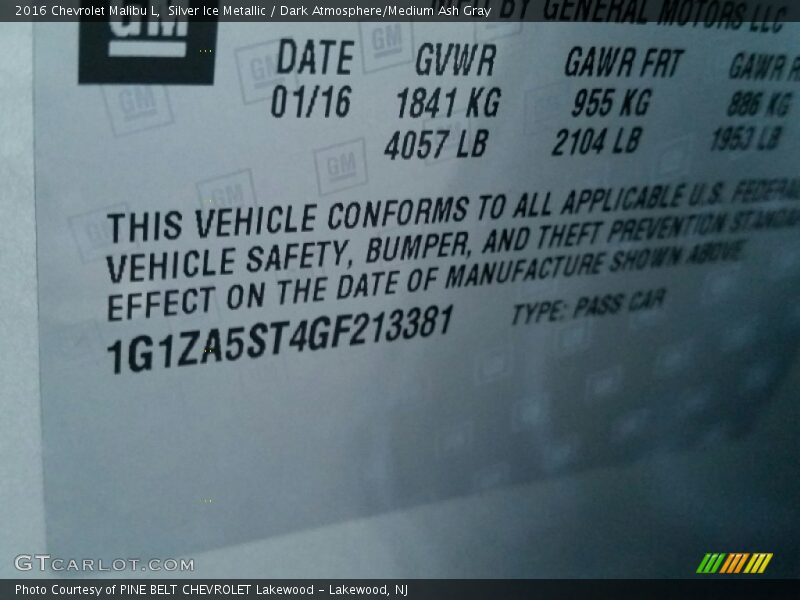 2016 Chevrolet Malibu L, Silver Ice Metallic / Dark Atmosphere/Medium Ash Gray
GM
BY GENERAL MOTORS LLC
DATE GVWR GAWR FRT GAWR
01/16 1841 KG 955 KG 886 KG
4057 LB 2104 LB 1953 LB
THIS VEHICLE CONFORMS TO ALL APPLICABLE U.S. FEDERAL
VEHICLE SAFETY, BUMPER, AND THEFT PREVENTION STANDA
EFFECT ON THE DATE OF MANUFACTURE SHOWN ABOVE
1G1ZA5ST4GF213381 TYPE: PASS CAR
GTCARLOT.COM
Photo Courtesy of PINE BELT CHEVROLET Lakewood - Lakewood, NJ